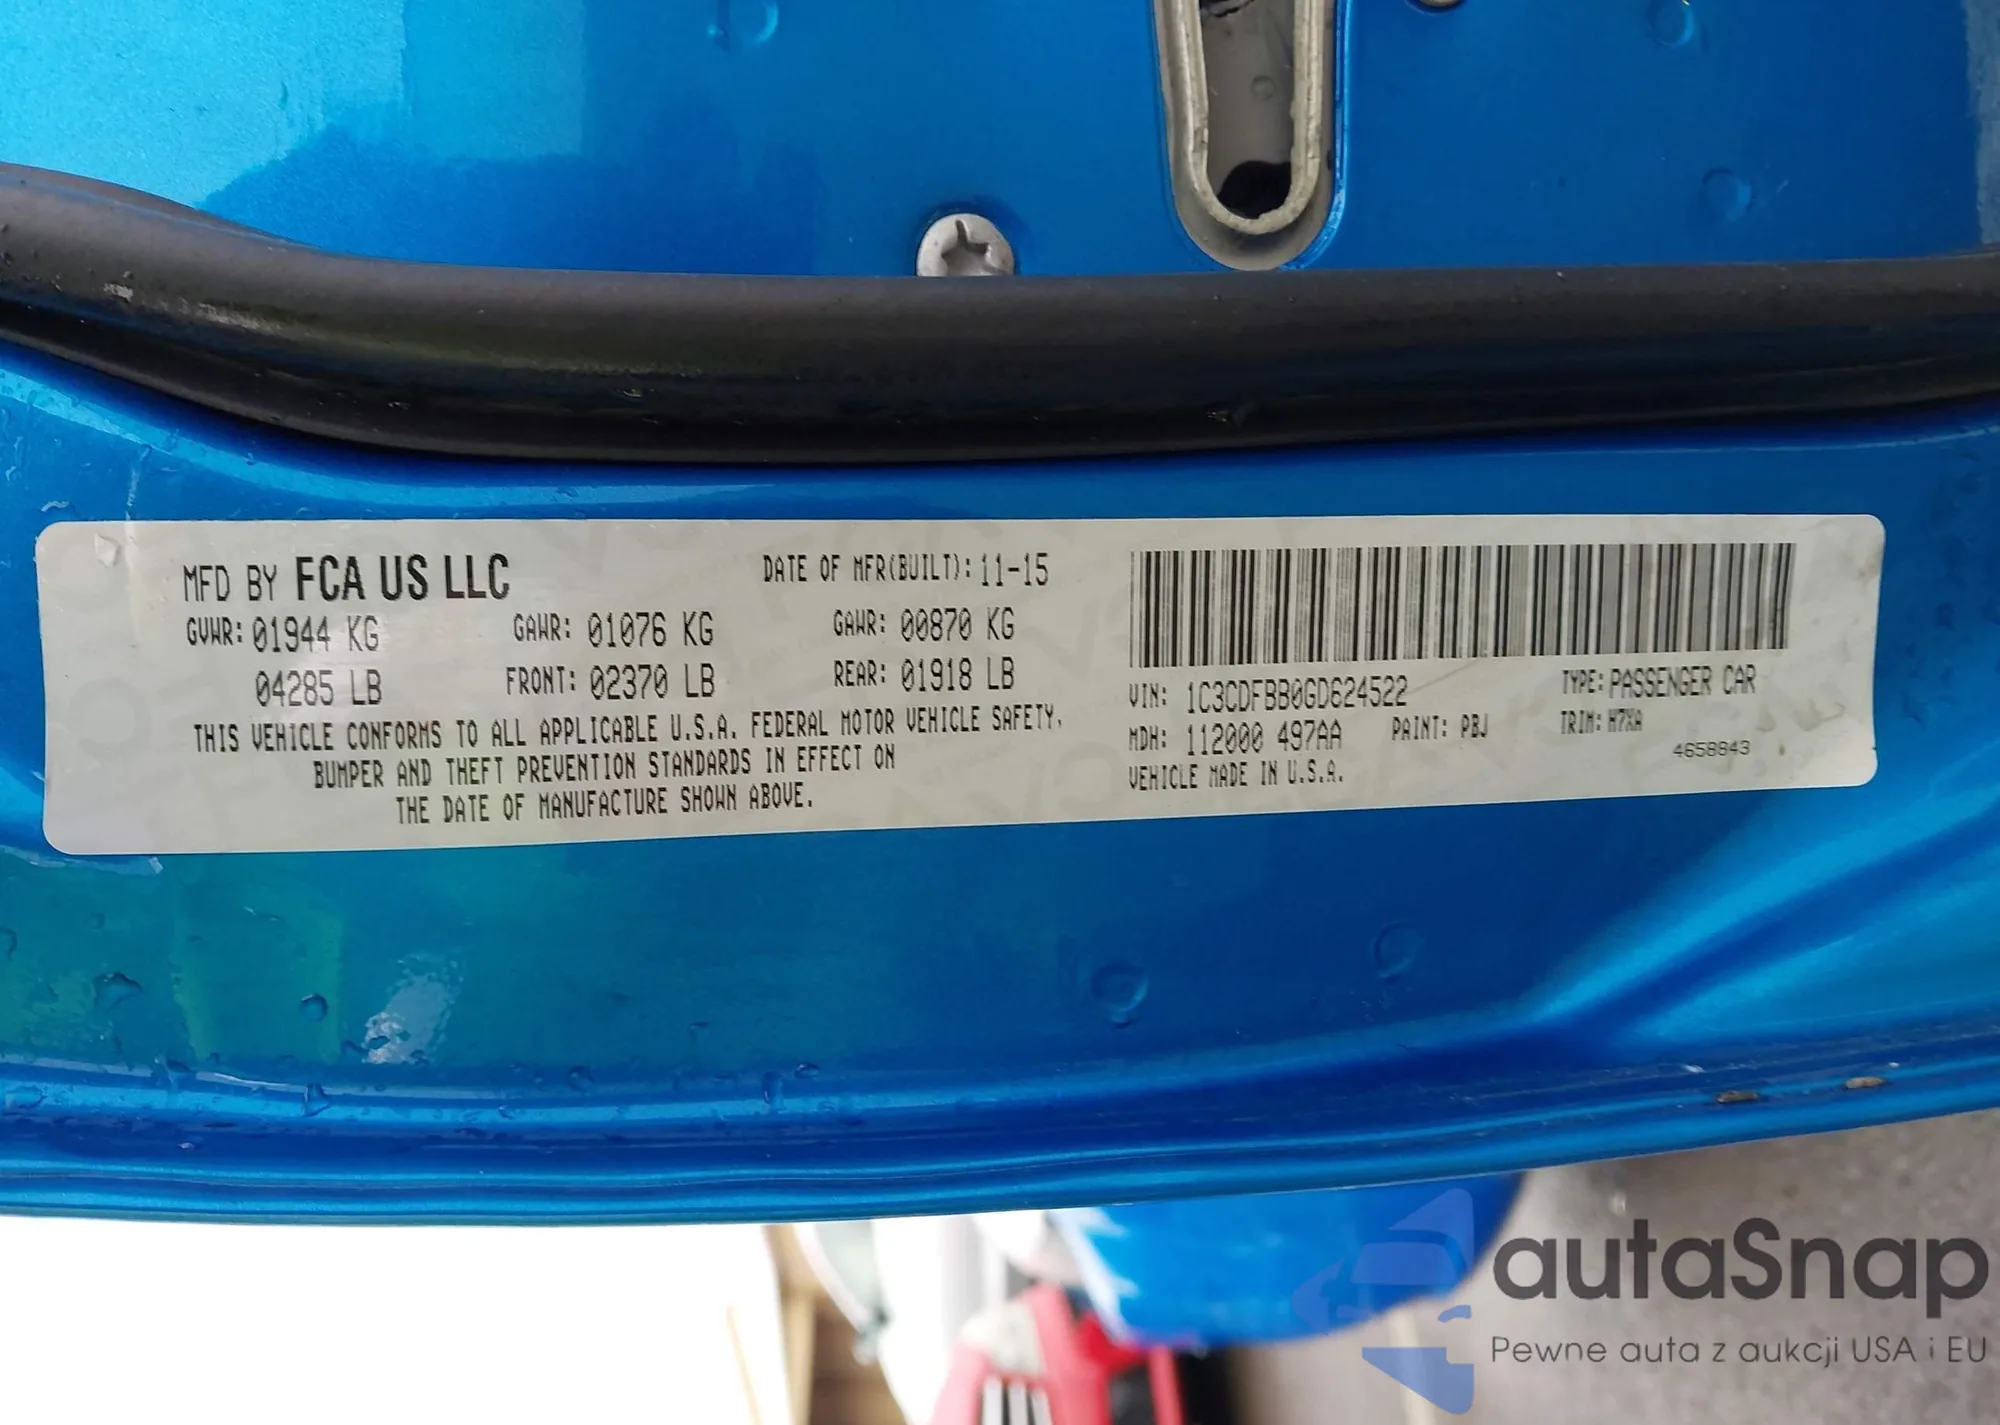 MFD BY FCA US LLC DATE OF MFR(BUILT): 11-15
GVWR: 01944 KG GAWR: 01076 KG GAWR: 00870 KG
04285 LB FRONT: 02370 LB REAR: 01918 LB
THIS VEHICLE CONFORMS TO ALL APPLICABLE U.S.A. FEDERAL MOTOR VEHICLE SAFETY,
BUMPER AND THEFT PREVENTION STANDARDS IN EFFECT ON
THE DATE OF MANUFACTURE SHOWN ABOVE.
VIN: 1C3CDFBB0GD624522 TYPE: PASSENGER CAR
MDH: 112000 497AA PAINT: PBJ TRIM: H7XA
VEHICLE MADE IN U.S.A. 4658843
autaSnap
Pewne auta z aukcji USA i EU